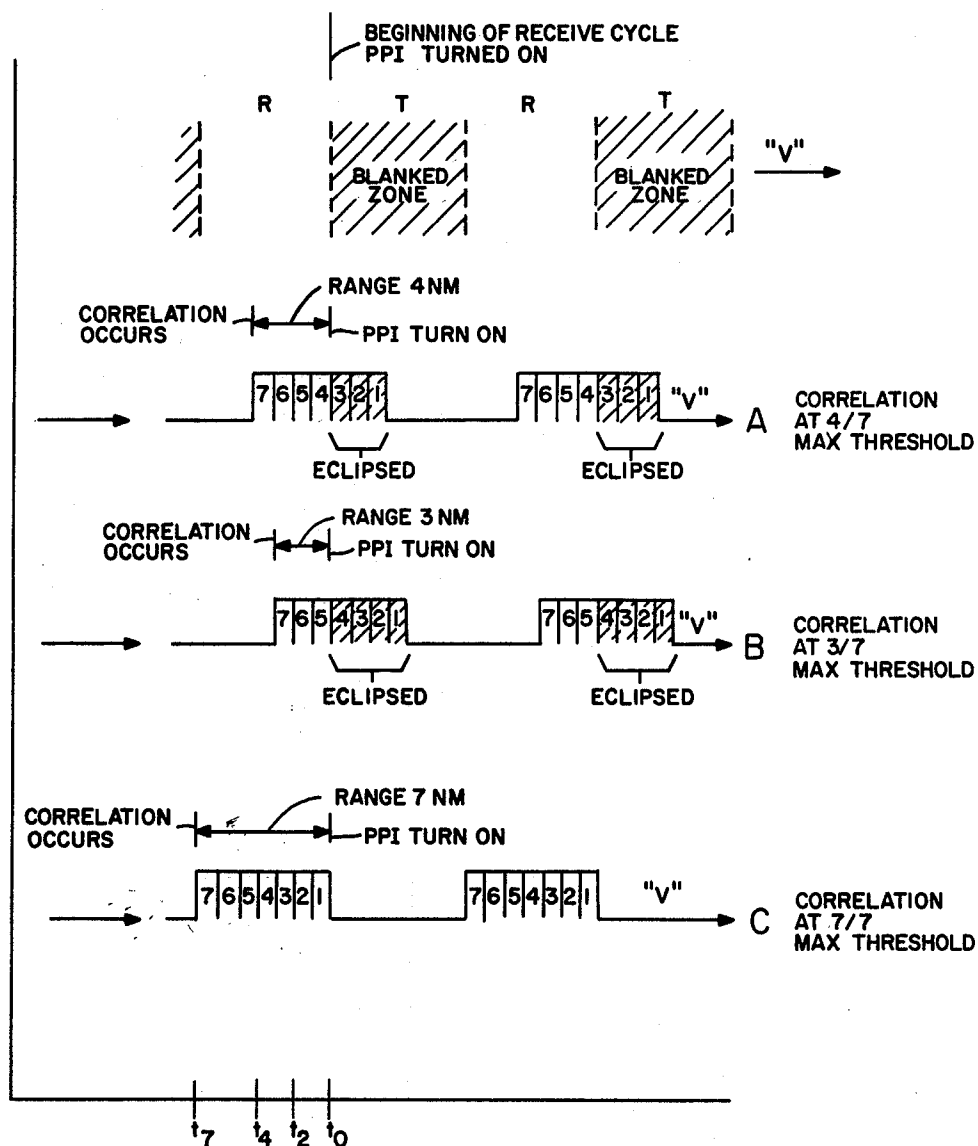 BEGINNING OF RECEIVE CYCLE
PPI TURNED ON
R T R T
BLANKED
ZONE
BLANKED
ZONE
"V"
RANGE 4 NM
CORRELATION
OCCURS
PPI TURN ON
7 6 5 4 3 2 1
7 6 5 4 3 2 1
"V"
A
CORRELATION
AT 4/7
MAX THRESHOLD
ECLIPSED
ECLIPSED
RANGE 3 NM
CORRELATION
OCCURS
PPI TURN ON
7 6 5 4 3 2 1
7 6 5 4 3 2 1
"V"
B
CORRELATION
AT 3/7
MAX THRESHOLD
ECLIPSED
ECLIPSED
RANGE 7 NM
CORRELATION
OCCURS
PPI TURN ON
7 6 5 4 3 2 1
7 6 5 4 3 2 1
"V"
C
CORRELATION
AT 7/7
MAX THRESHOLD
t7 t4 t2 t0